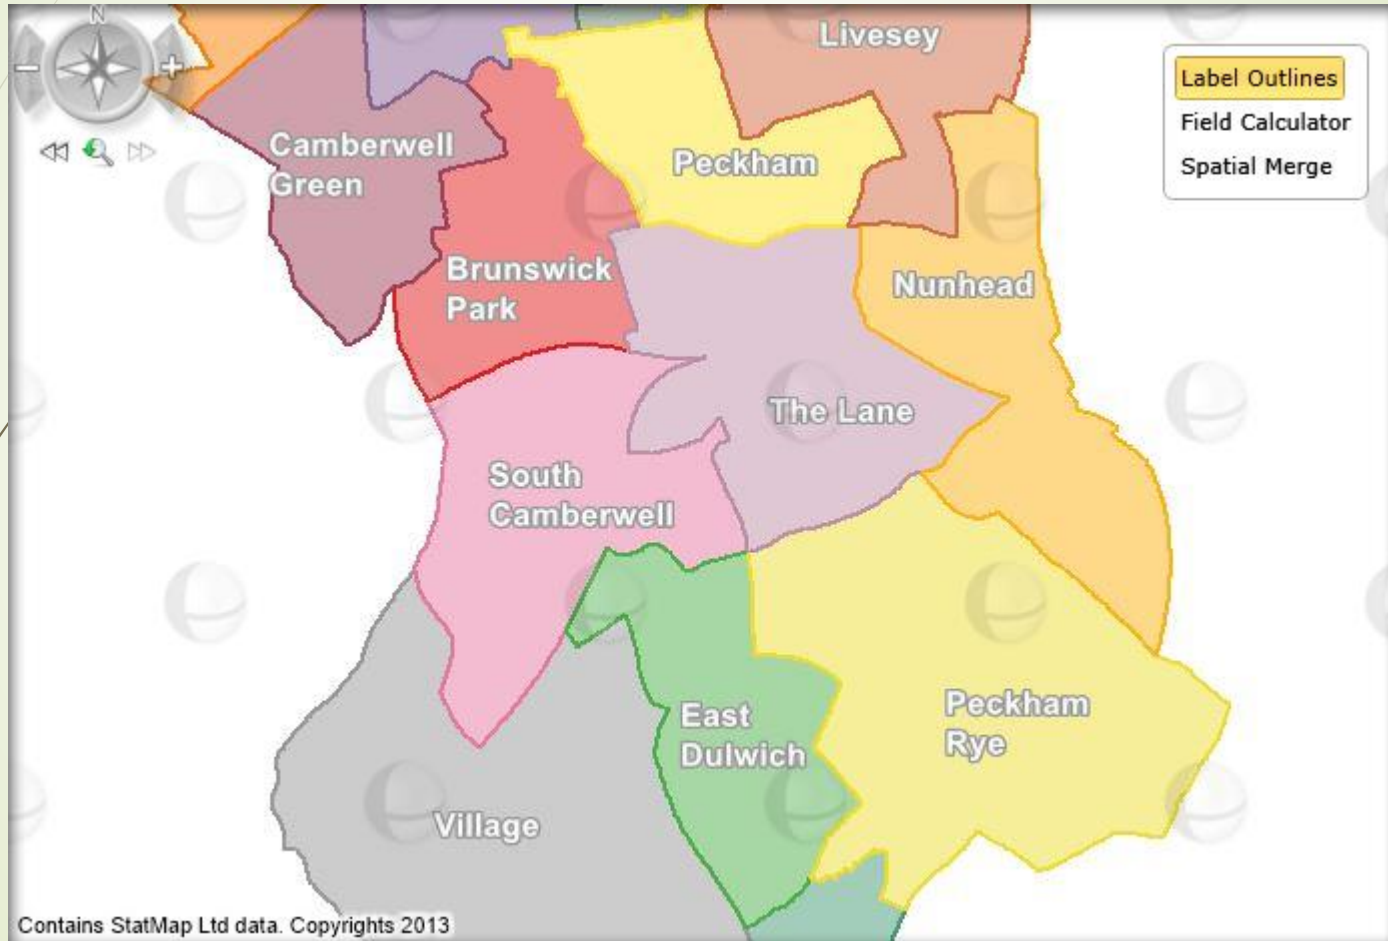 N
Livesey
Label Outlines
Field Calculator
Spatial Merge
Camberwell
Green
Peckham
Brunswick
Park
Nunhead
The Lane
South
Camberwell
East
Dulwich
Peckham
Rye
Village
Contains StatMap Ltd data. Copyrights 2013